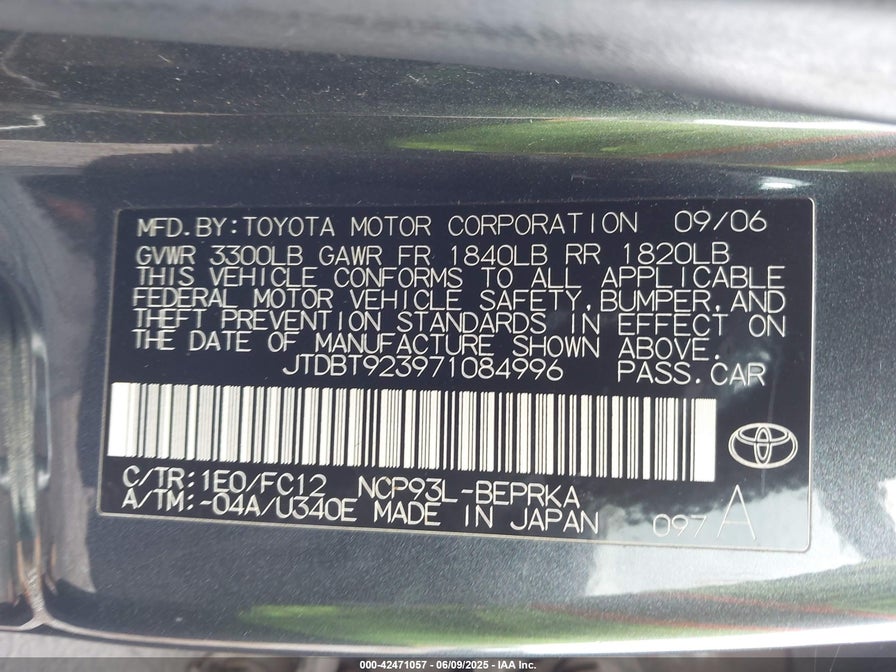 MFD.BY:TOYOTA MOTOR CORPORATION 09/06
GVWR 3300LB GAWR FR 1840LB RR 1820LB
THIS VEHICLE CONFORMS TO ALL APPLICABLE
FEDERAL MOTOR VEHICLE SAFETY,BUMPER,AND
THEFT PREVENTION STANDARDS IN EFFECT ON
THE DATE OF MANUFACTURE SHOWN ABOVE.
JTDBT923971084996 PASS.CAR
C/TR:1E0/FC12 NCP93L-BEPRKA
A/TM:-04A/U340E MADE IN JAPAN 097 A
000-42471057 - 06/09/2025 - IAA Inc.